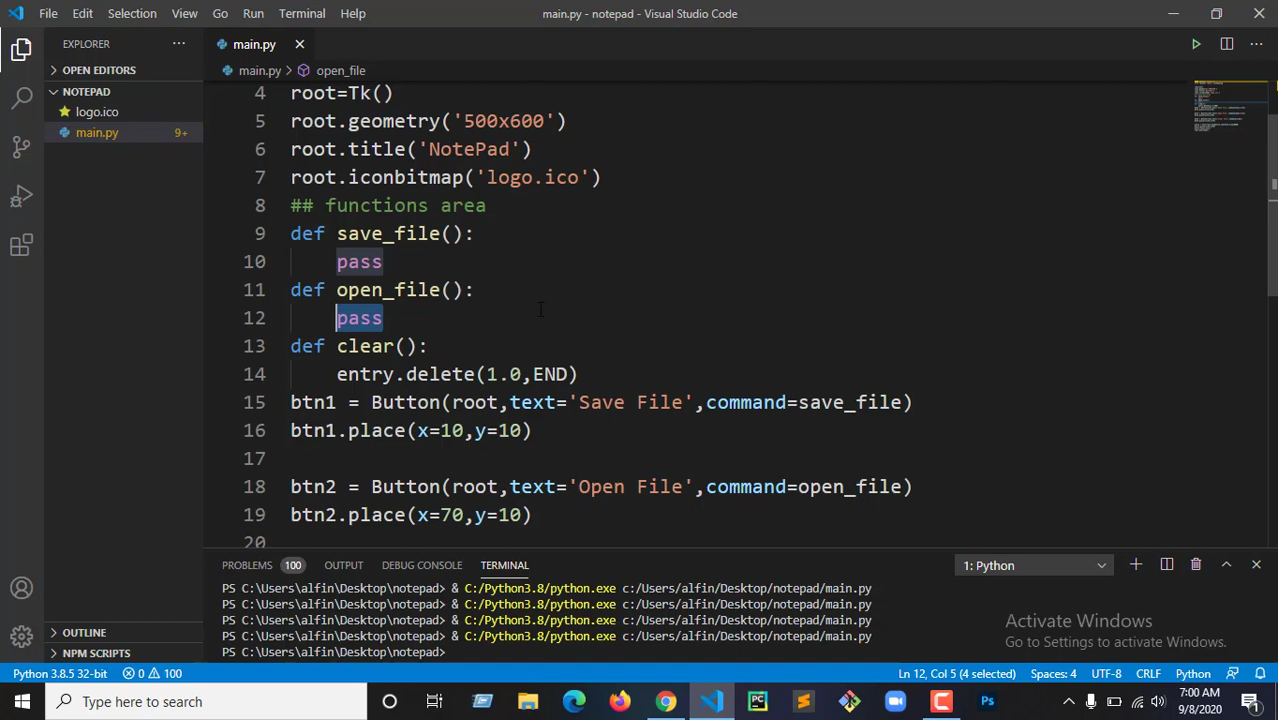 File Edit Selection View Go Run Terminal Help
main.py - notepad - Visual Studio Code
EXPLORER
main.py
OPEN EDITORS
main.py > open_file
NOTEPAD
logo.ico
main.py 9+
4 root=Tk()
5 root.geometry('500x600')
6 root.title('NotePad')
7 root.iconbitmap('logo.ico')
8 ## functions area
9 def save_file():
10 pass
11 def open_file():
12 pass
13 def clear():
14 entry.delete(1.0,END)
15 btn1 = Button(root,text='Save File',command=save_file)
16 btn1.place(x=10,y=10)
17
18 btn2 = Button(root,text='Open File',command=open_file)
19 btn2.place(x=70,y=10)
20
PROBLEMS 100 OUTPUT DEBUG CONSOLE TERMINAL 1: Python
PS C:\Users\alfin\Desktop\notepad> & C:/Python3.8/python.exe c:/Users/alfin/Desktop/notepad/main.py
PS C:\Users\alfin\Desktop\notepad> & C:/Python3.8/python.exe c:/Users/alfin/Desktop/notepad/main.py
PS C:\Users\alfin\Desktop\notepad> & C:/Python3.8/python.exe c:/Users/alfin/Desktop/notepad/main.py
PS C:\Users\alfin\Desktop\notepad> & C:/Python3.8/python.exe c:/Users/alfin/Desktop/notepad/main.py
PS C:\Users\alfin\Desktop\notepad>
Activate Windows
Go to Settings to activate Windows.
OUTLINE
NPM SCRIPTS
Python 3.8.5 32-bit 0 100 Ln 12, Col 5 (4 selected) Spaces: 4 UTF-8 CRLF Python
Type here to search
PC
Ps
7:00 AM
9/8/2020
1